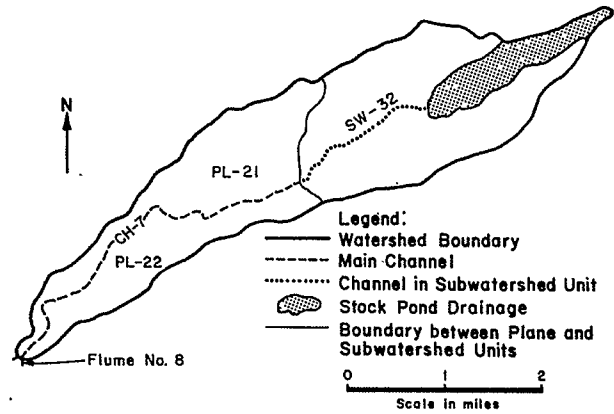 N
SW-32
PL-21
CH-7
PL-22
Flume No. 8
Legend:
Watershed Boundary
Main Channel
Channel in Subwatershed Unit
Stock Pond Drainage
Boundary between Plane and
Subwatershed Units
0 1 2
Scale in miles